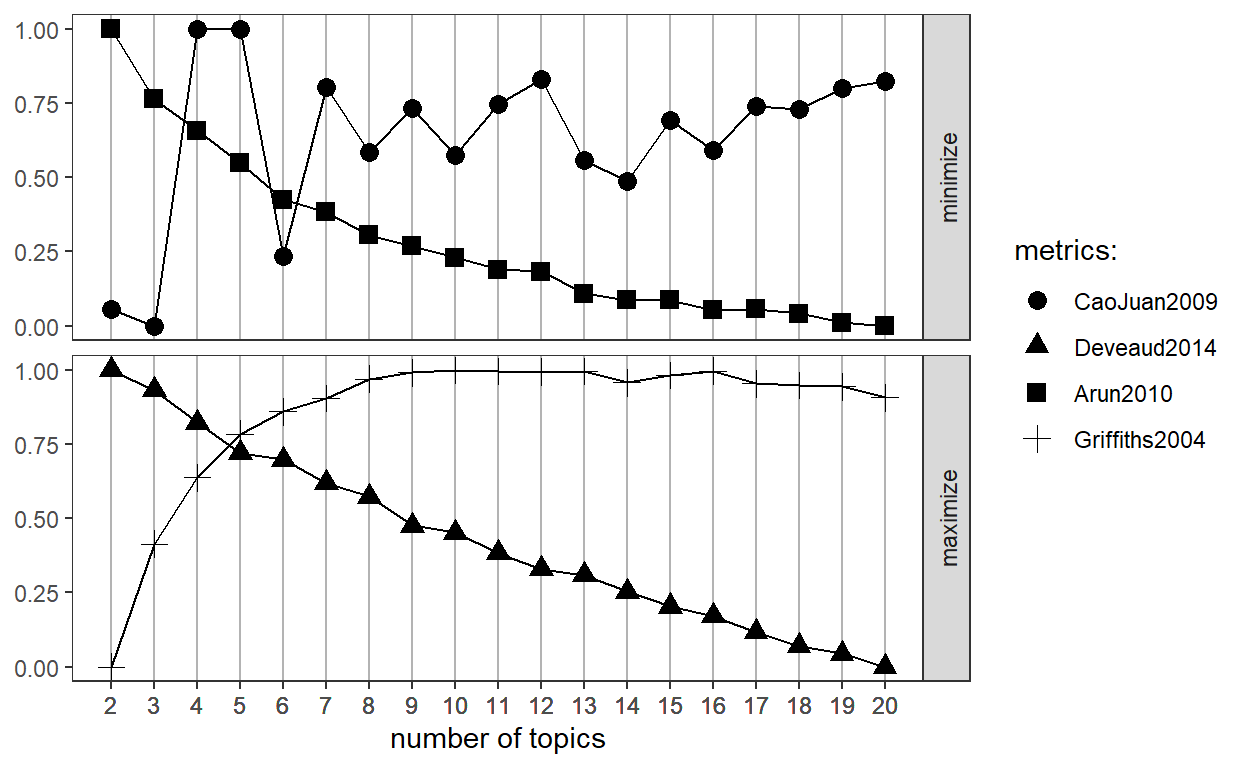 1.00
0.75
0.50
0.25
0.00
minimize
1.00
0.75
0.50
0.25
0.00
maximize
2 3 4 5 6 7 8 9 10 11 12 13 14 15 16 17 18 19 20
number of topics
metrics:
CaoJuan2009
Deveaud2014
Arun2010
Griffiths2004